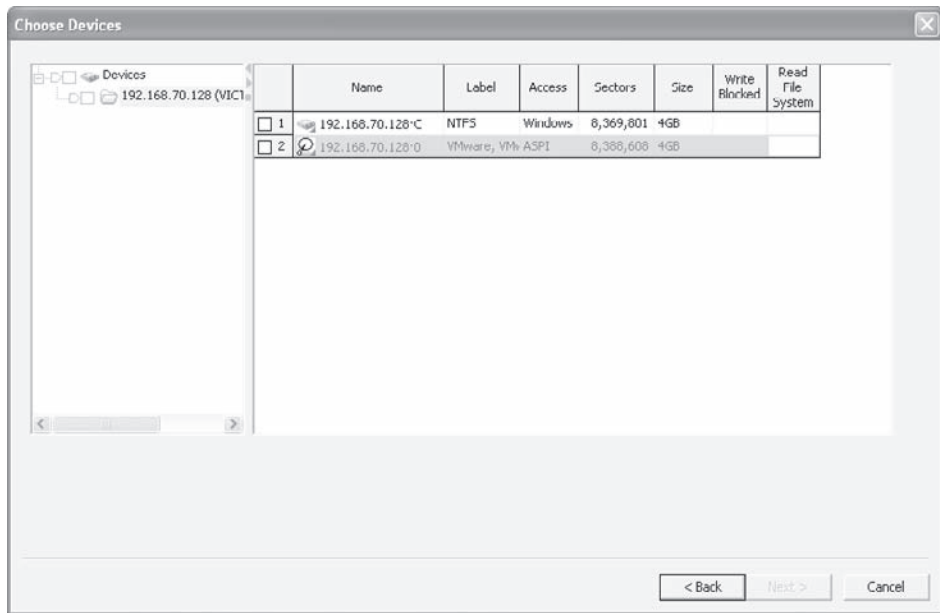 Choose Devices
Devices
192.168.70.128 (VICT
Name Label Access Sectors Size Write Blocked Read File System
1 192.168.70.128·C NTFS Windows 8,369,801 4GB
2 192.168.70.128·0 VMware, VM ASPI 8,388,608 4GB
< Back Next > Cancel